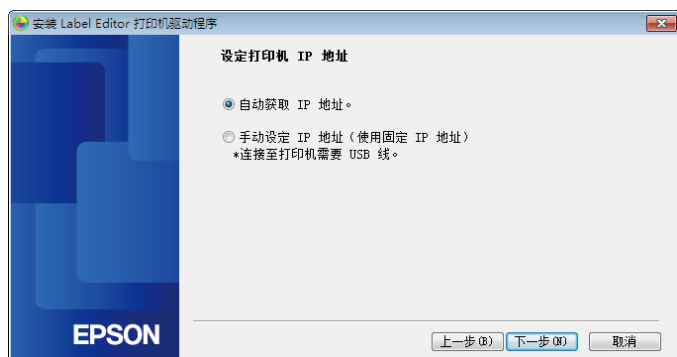 安装 Label Editor 打印机驱动程序
设定打印机 IP 地址
自动获取 IP 地址。
手动设定 IP 地址(使用固定 IP 地址)
*连接至打印机需要 USB 线。
EPSON
上一步(B) 下一步(N) 取消